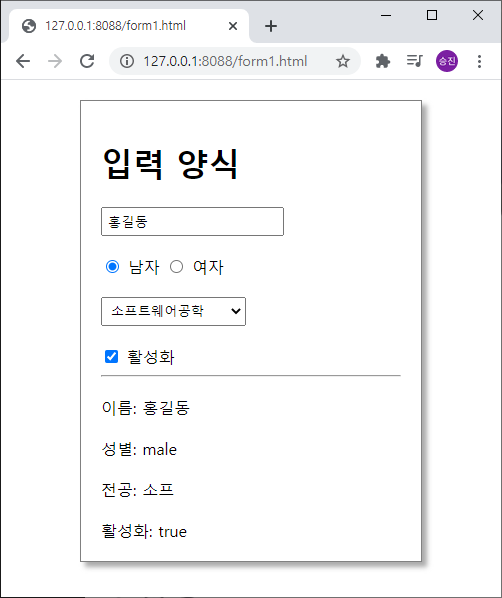 127.0.0.1:8088/form1.html
127.0.0.1:8088/form1.html
승진
입력 양식
홍길동
남자 여자
소프트웨어공학
활성화
이름: 홍길동
성별: male
전공: 소프
활성화: true